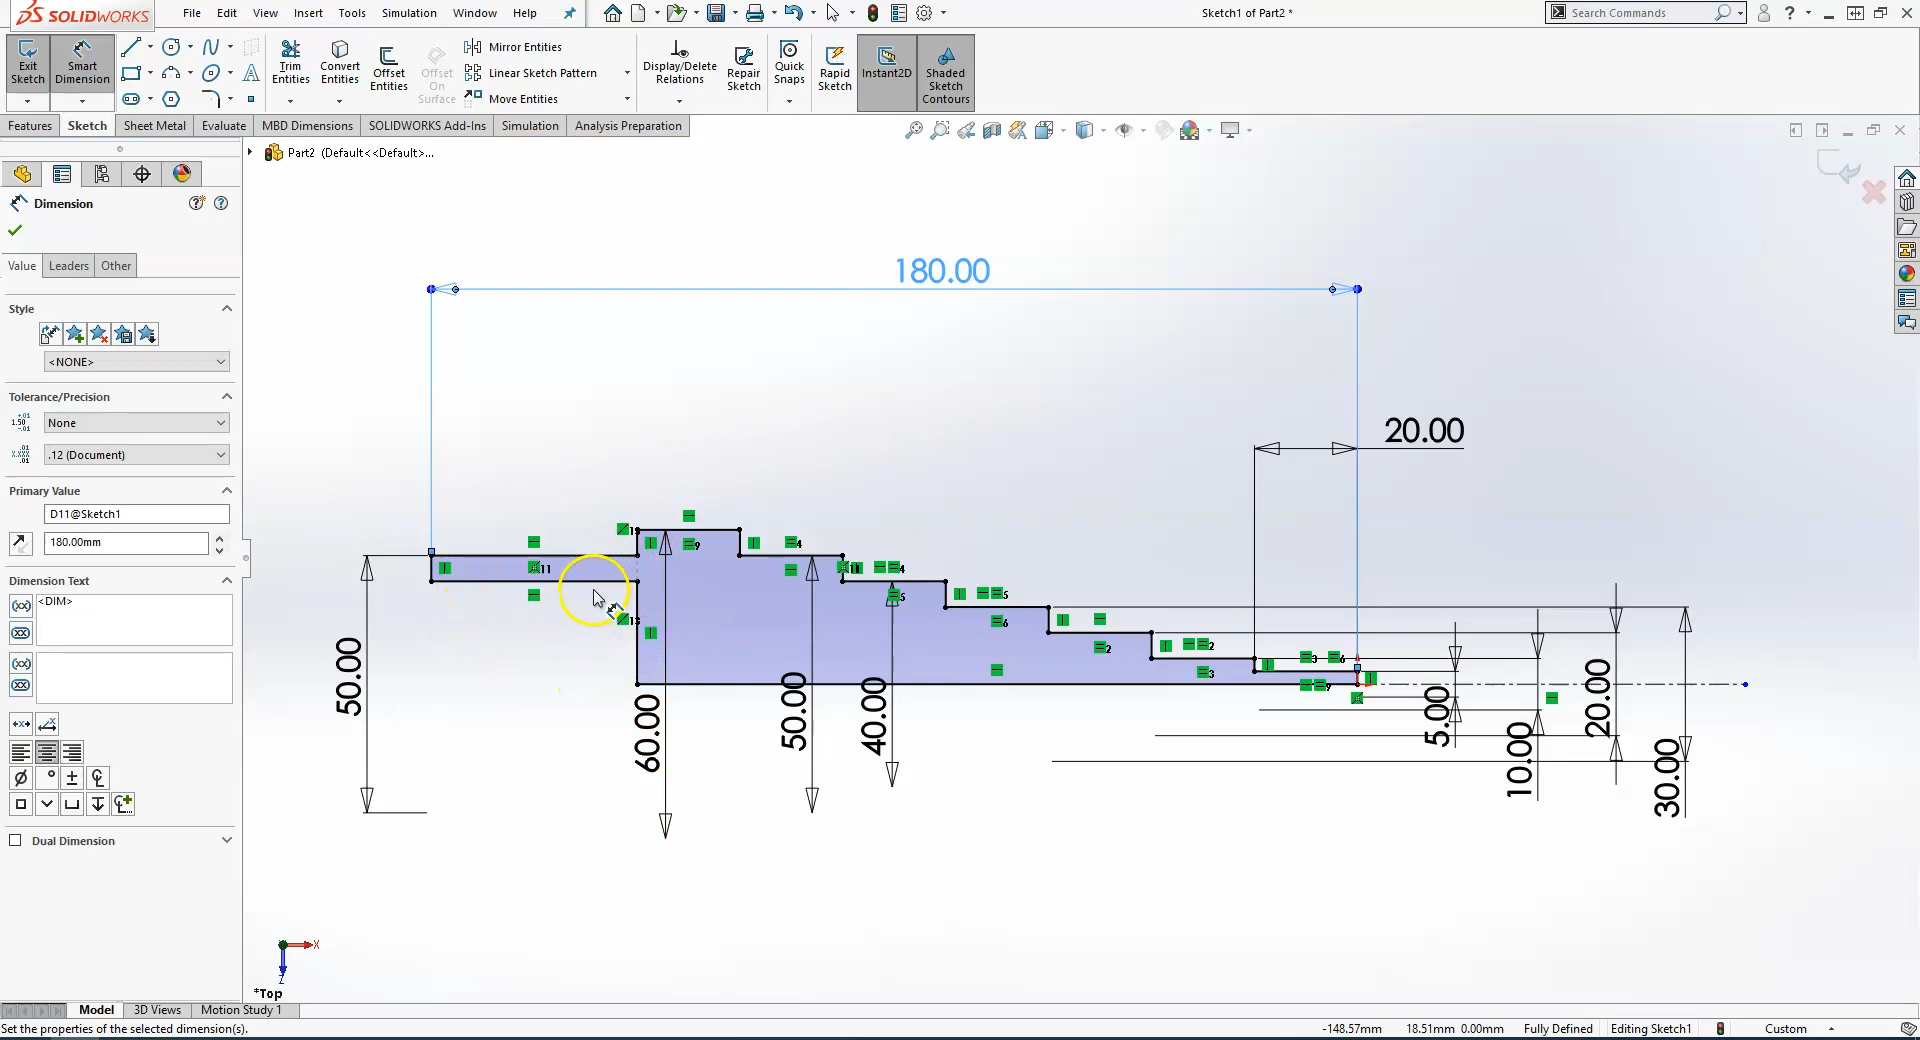 SOLIDWORKS
File Edit View Insert Tools Simulation Window Help
Sketch1 of Part2 *
Search Commands
Exit Sketch
Smart Dimension
Trim Entities
Convert Entities
Offset Entities
Offset On Surface
Mirror Entities
Linear Sketch Pattern
Move Entities
Display/Delete Relations
Repair Sketch
Quick Snaps
Rapid Sketch
Instant2D
Shaded Sketch Contours
Features Sketch Sheet Metal Evaluate MBD Dimensions SOLIDWORKS Add-Ins Simulation Analysis Preparation
Part2 (Default<<Default>...
Dimension
Value Leaders Other
Style
<NONE>
Tolerance/Precision
None
.12 (Document)
Primary Value
D11@Sketch1
180.00mm
Dimension Text
<DIM>
Dual Dimension
180.00
20.00
50.00
60.00
50.00
40.00
5.00
10.00
20.00
30.00
X
Z
*Top
Model 3D Views Motion Study 1
Set the properties of the selected dimension(s).
-148.57mm 18.51mm 0.00mm Fully Defined Editing Sketch1 Custom